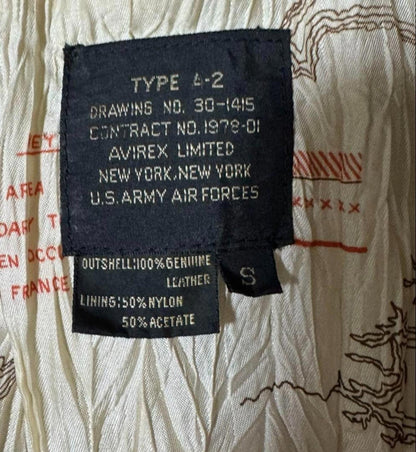 TYPE A-2
DRAWING NO. 30-1415
CONTRACT NO. 1978-01
AVIREX LIMITED
NEW YORK, NEW YORK
U.S. ARMY AIR FORCES
OUTSHELL:100%GENUINE
LEATHER
LINING:50%NYLON
50%ACETATE
S
AREA
FRANCE